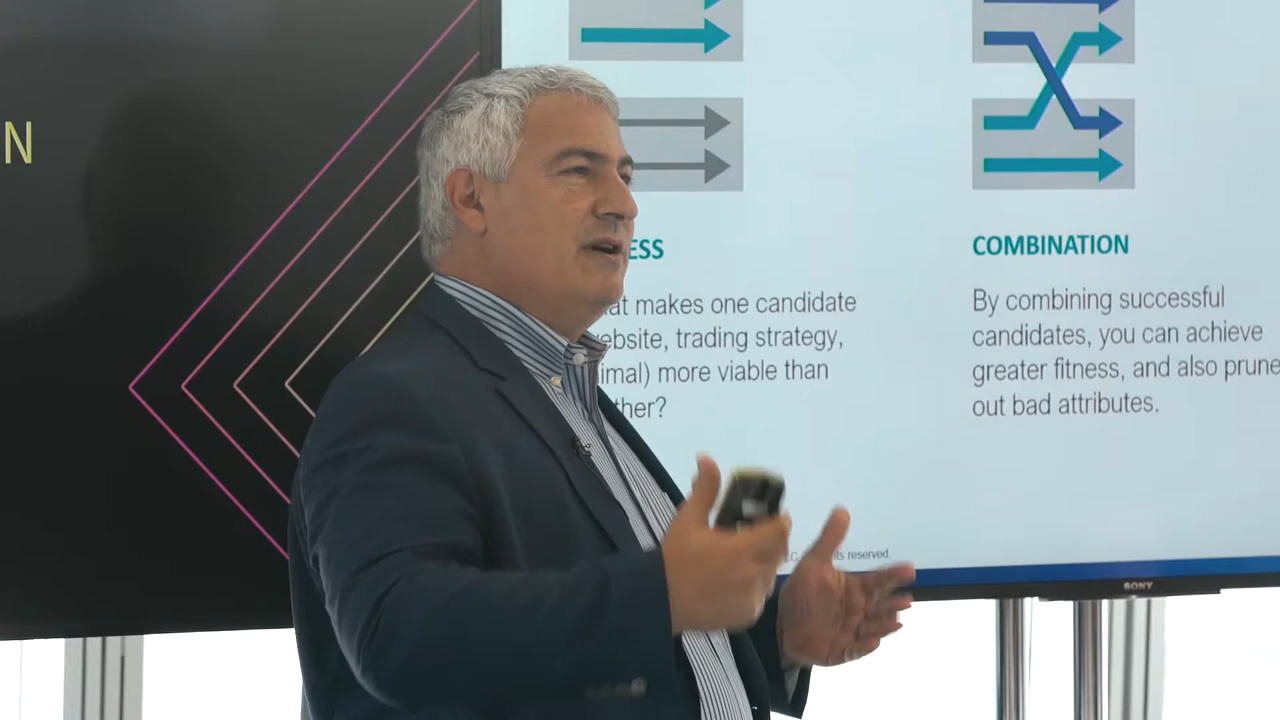 N
ESS
at makes one candidate
ebsite, trading strategy,
imal) more viable than
ther?
COMBINATION
By combining successful
candidates, you can achieve
greater fitness, and also prune
out bad attributes.
reserved.
SONY